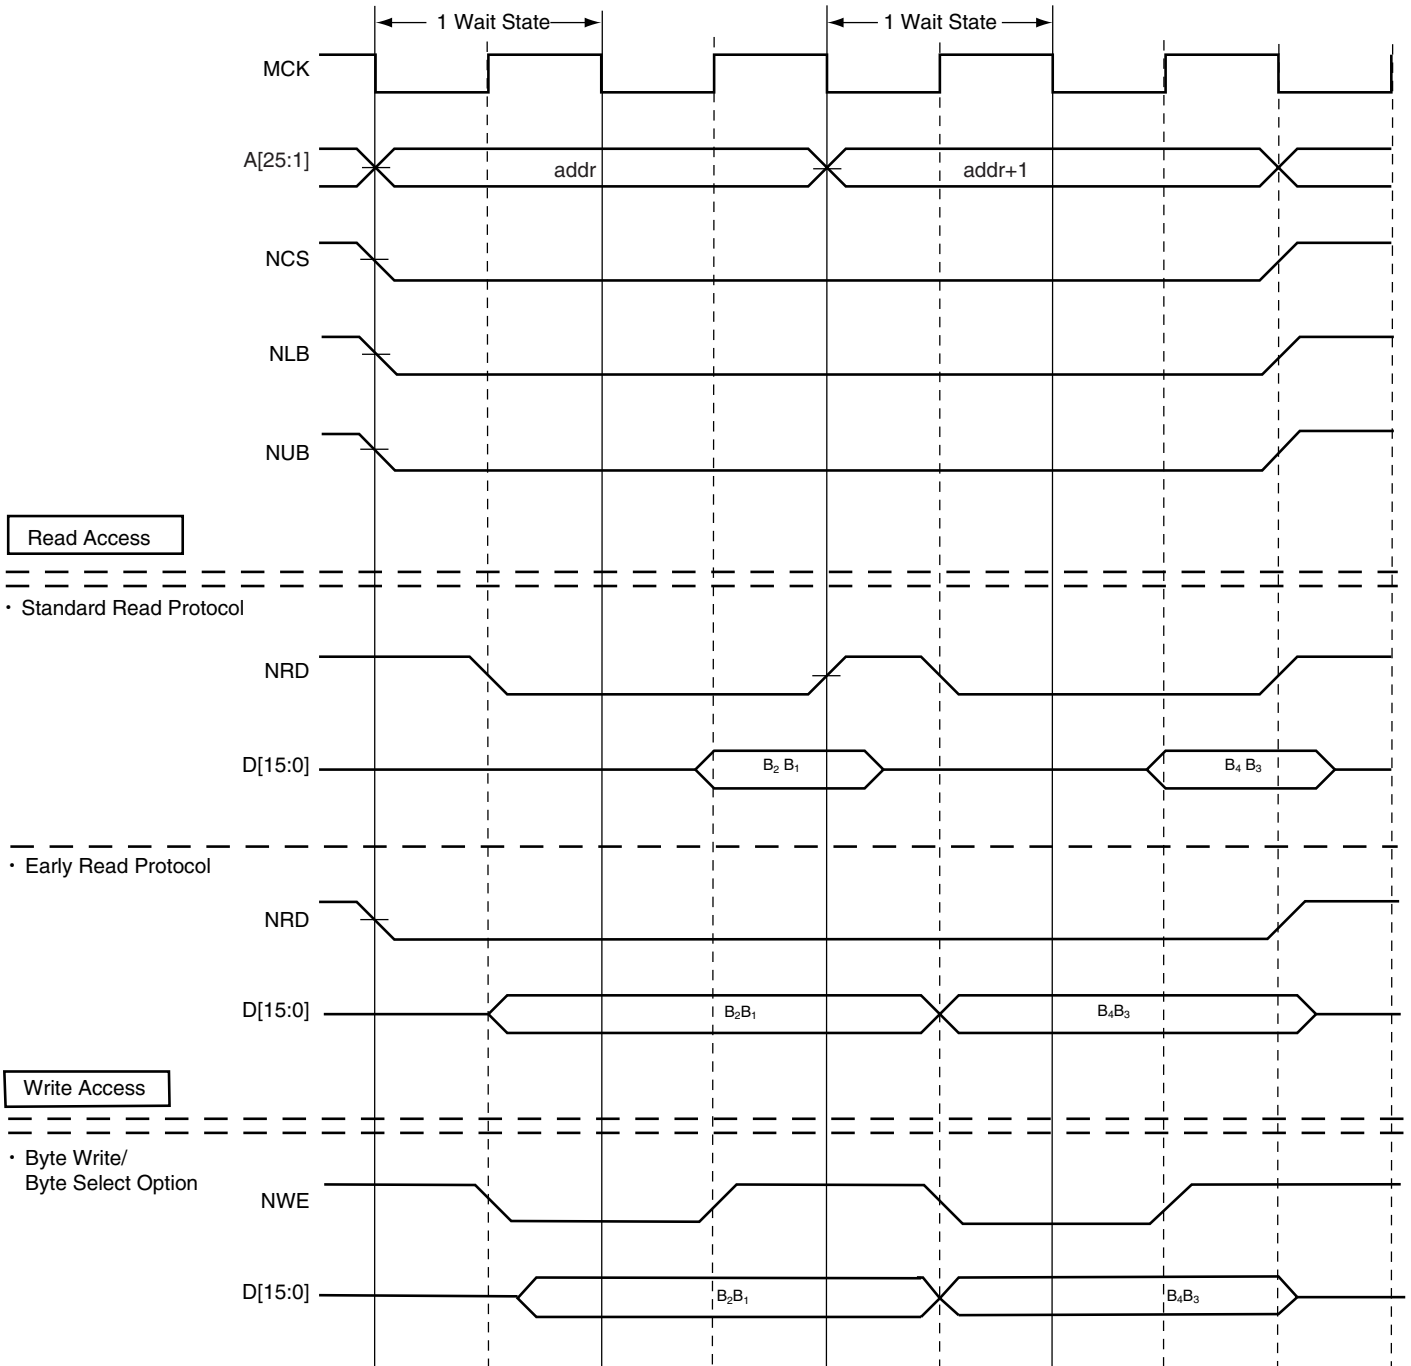 1 Wait State 1 Wait State
MCK
A[25:1] addr addr+1
NCS
NLB
NUB
Read Access
· Standard Read Protocol
NRD
D[15:0] B₂ B₁ B₄ B₃
· Early Read Protocol
NRD
D[15:0] B₂B₁ B₄B₃
Write Access
· Byte Write/
Byte Select Option
NWE
D[15:0] B₂B₁ B₄B₃